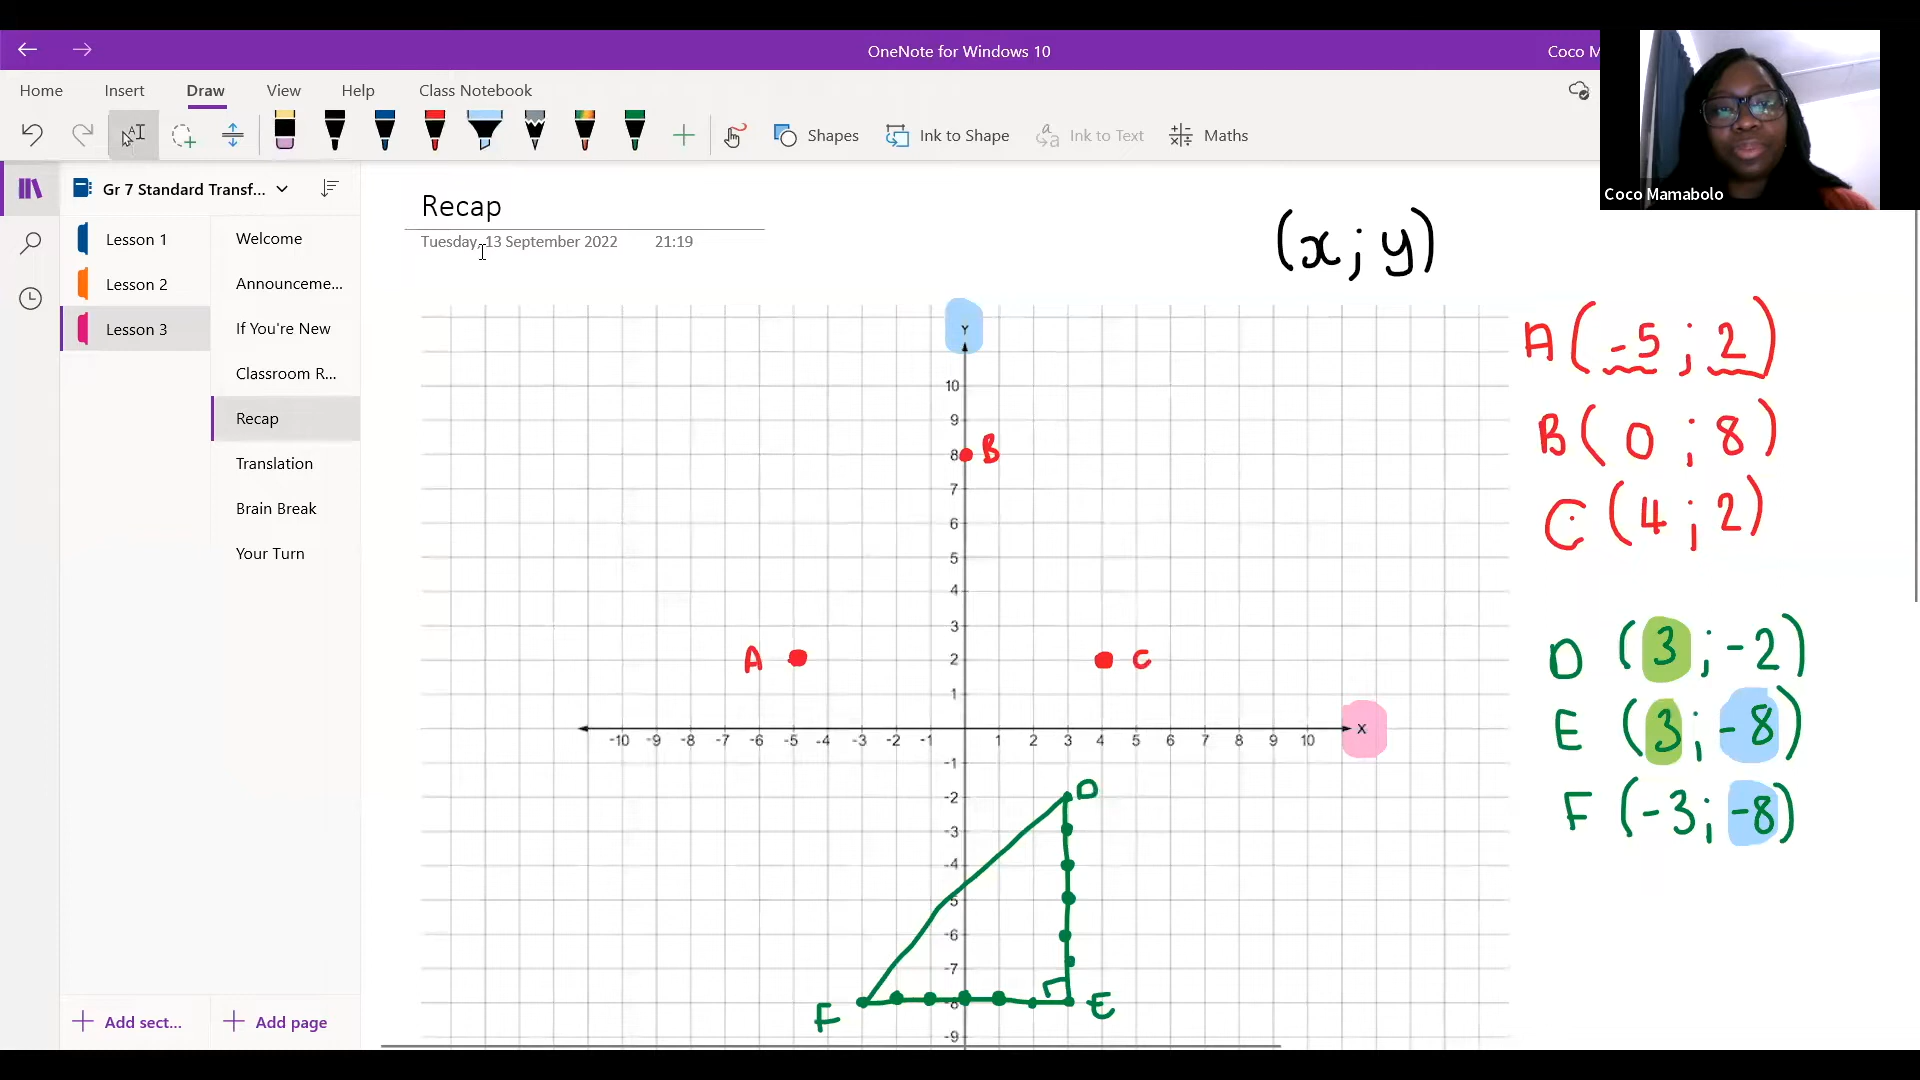 OneNote for Windows 10
Coco M
Home Insert Draw View Help Class Notebook
Shapes Ink to Shape Ink to Text Maths
Coco Mamabolo
Gr 7 Standard Transf...
Lesson 1
Lesson 2
Lesson 3
Welcome
Announceme...
If You're New
Classroom R...
Recap
Translation
Brain Break
Your Turn
Add sect...
Add page
Recap
Tuesday, 13 September 2022 21:19
(x ; y)
A (-5 ; 2)
B ( 0 ; 8 )
C (4 ; 2)
D (3 ; -2)
E (3 ; -8)
F (-3 ; -8)
Y
10
9
8 B
7
6
5
4
3
A 2 C
1
X
-10 -9 -8 -7 -6 -5 -4 -3 -2 -1 1 2 3 4 5 6 7 8 9 10
-1
-2 D
-3
-4
-5
-6
-7
F -8 E
-9